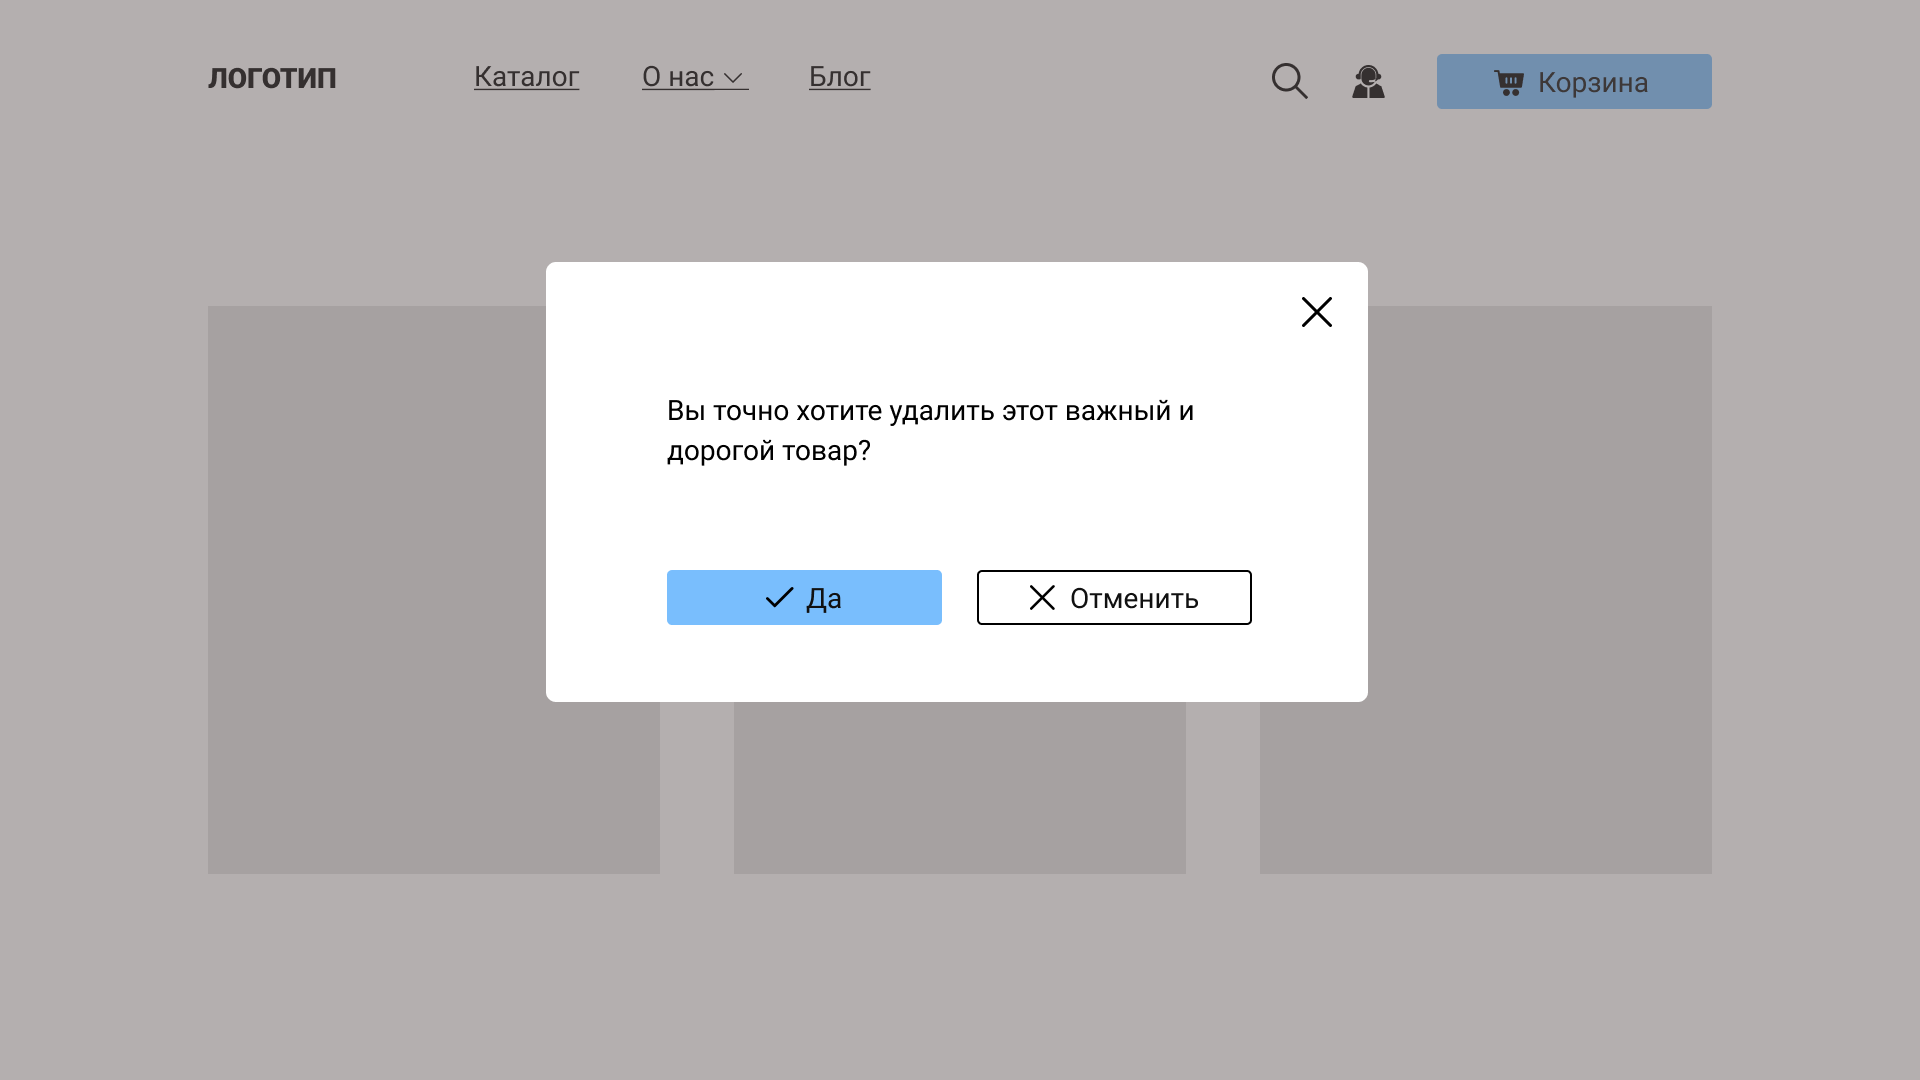 логотип
Каталог
О нас
Блог
Корзина
Вы точно хотите удалить этот важный и
дорогой товар?
Да
Отменить